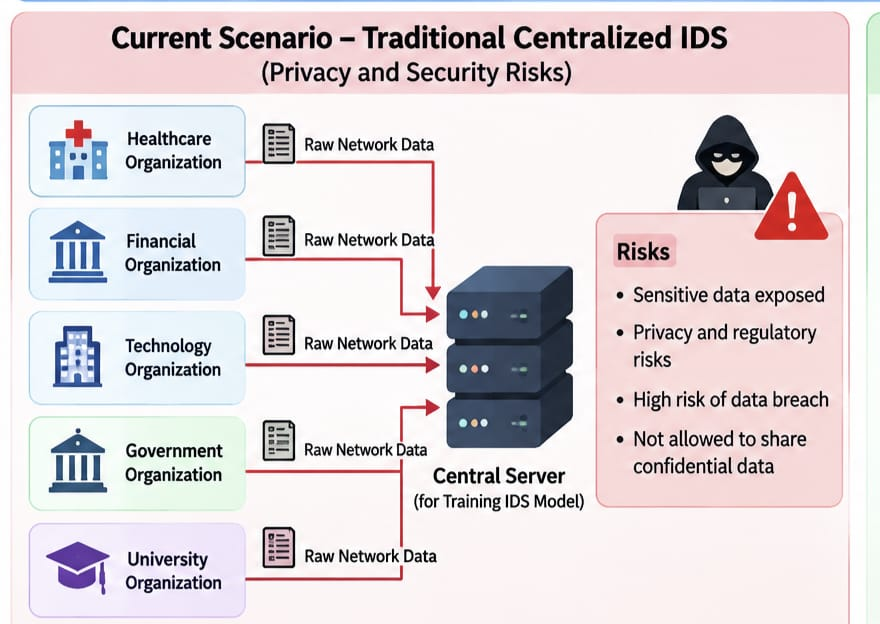 Current Scenario – Traditional Centralized IDS
(Privacy and Security Risks)
Healthcare
Organization
Raw Network Data
Financial
Organization
Raw Network Data
Technology
Organization
Raw Network Data
Government
Organization
Raw Network Data
University
Organization
Raw Network Data
Central Server
(for Training IDS Model)
Risks
• Sensitive data exposed
• Privacy and regulatory
risks
• High risk of data breach
• Not allowed to share
confidential data